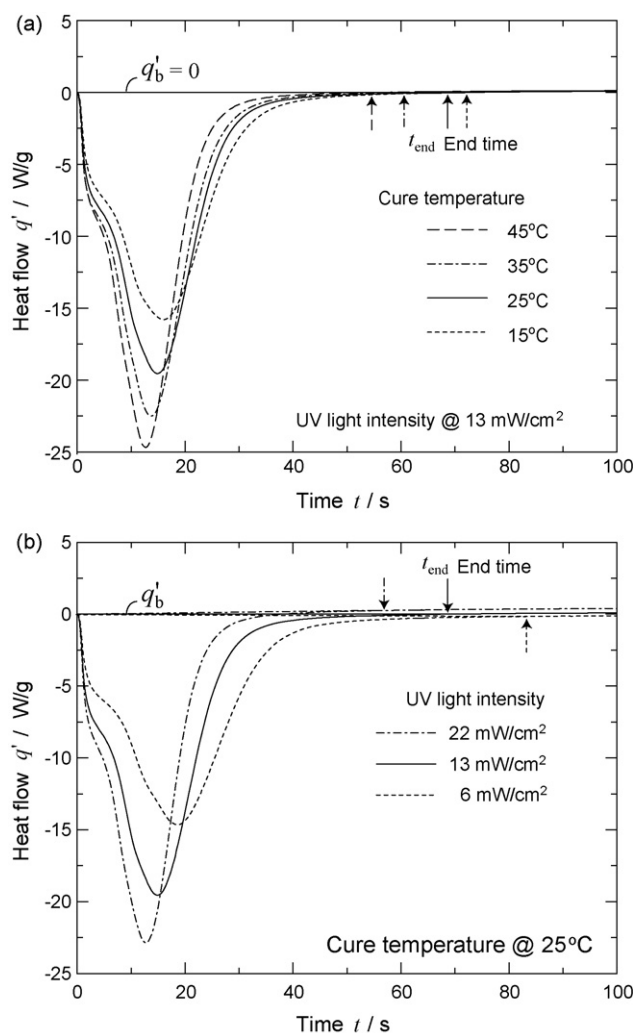 (a)
5
0
-5
-10
-15
-20
-25
Heat flow q' / W/g
q'b = 0
tend End time
Cure temperature
45°C
35°C
25°C
15°C
UV light intensity @ 13 mW/cm²
0 20 40 60 80 100
Time t / s
(b)
5
0
-5
-10
-15
-20
-25
Heat flow q' / W/g
q'b
tend End time
UV light intensity
22 mW/cm²
13 mW/cm²
6 mW/cm²
Cure temperature @ 25°C
0 20 40 60 80 100
Time t / s